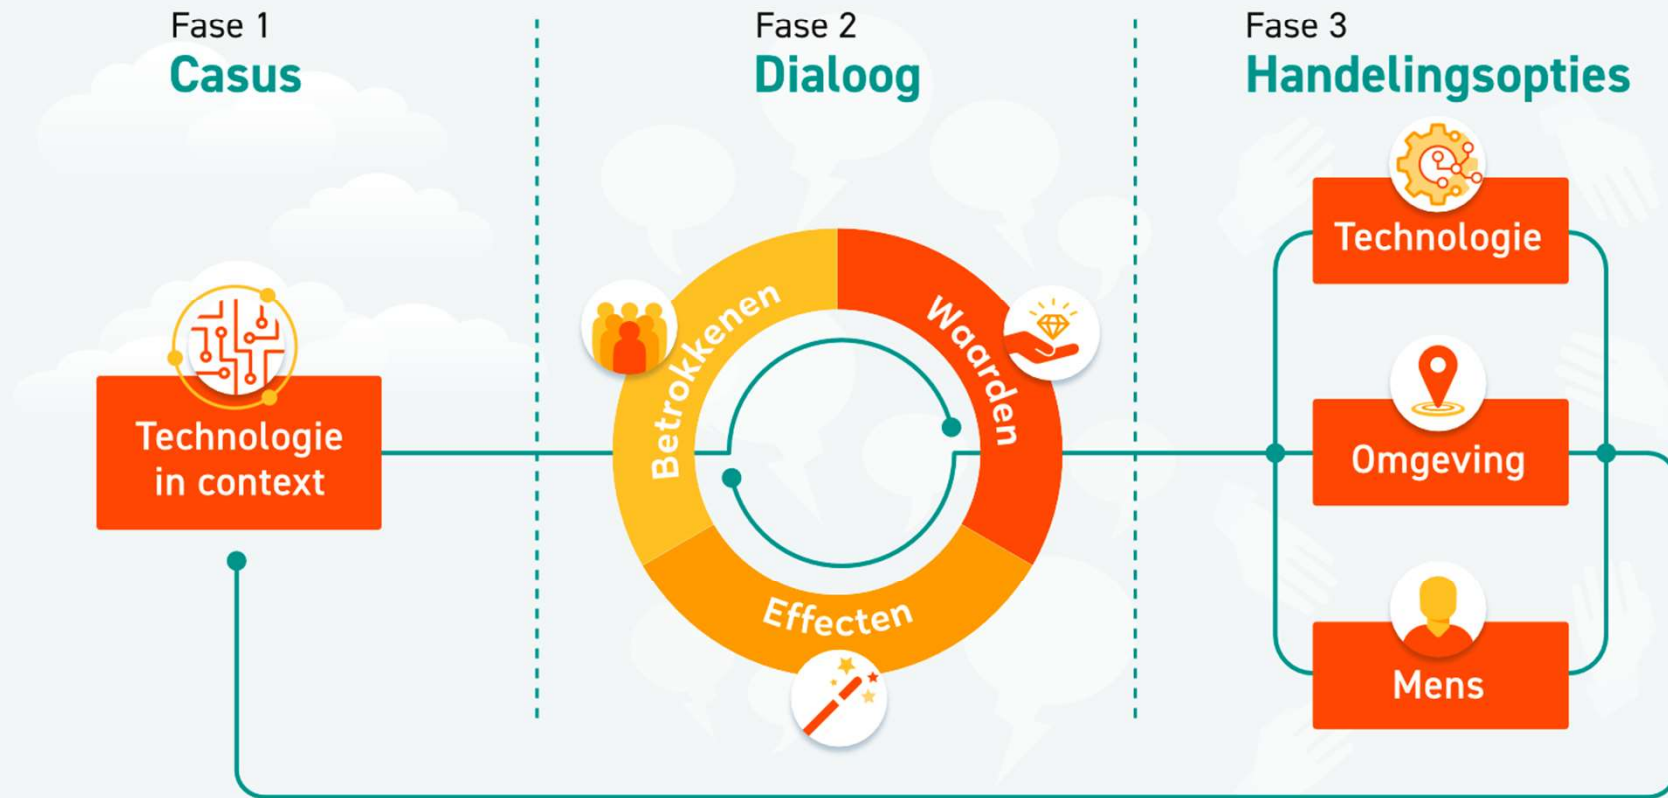 Fase 1
Casus
Technologie
in context
Fase 2
Dialoog
Betrokkenen
Waarden
Effecten
Fase 3
Handelingsopties
Technologie
Omgeving
Mens